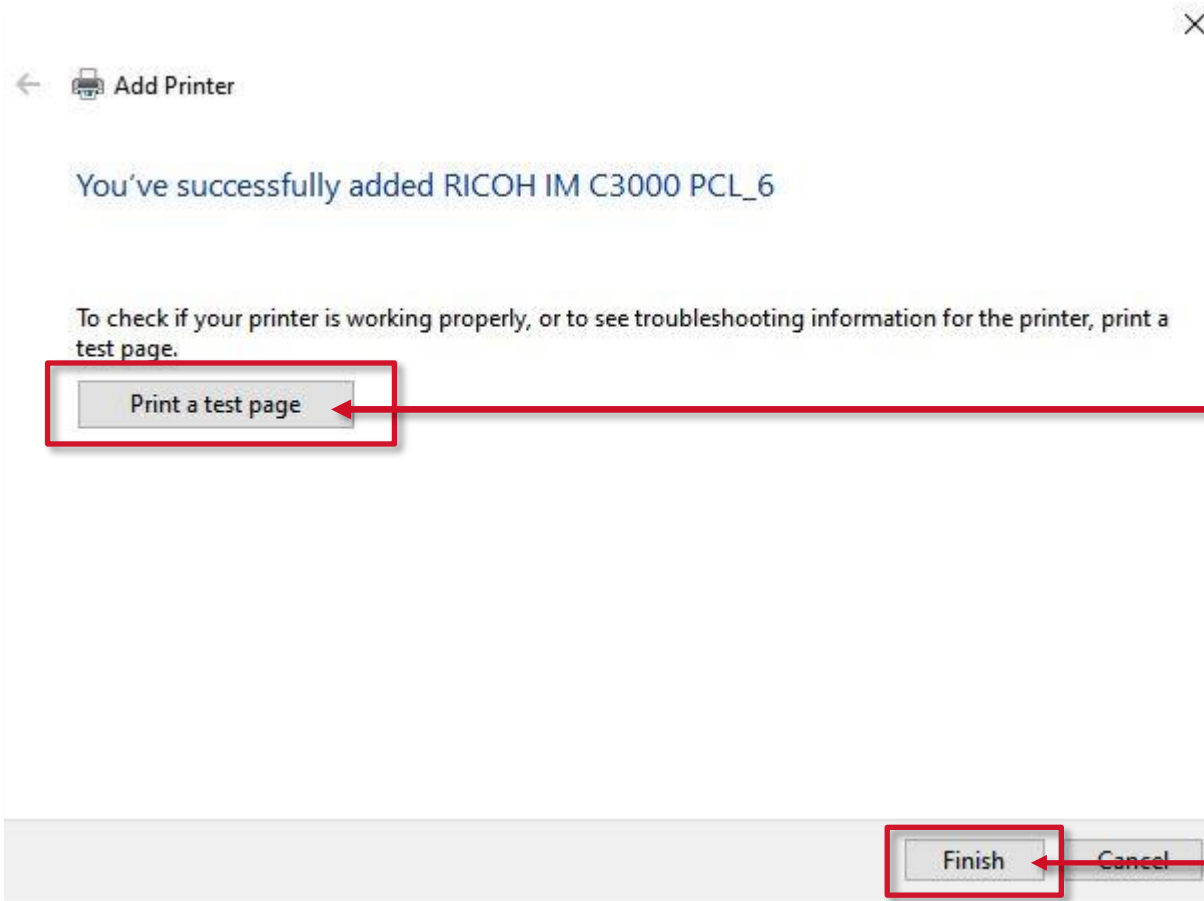 Add Printer
You've successfully added RICOH IM C3000 PCL_6
To check if your printer is working properly, or to see troubleshooting information for the printer, print a
test page.
Print a test page
Finish
Cancel